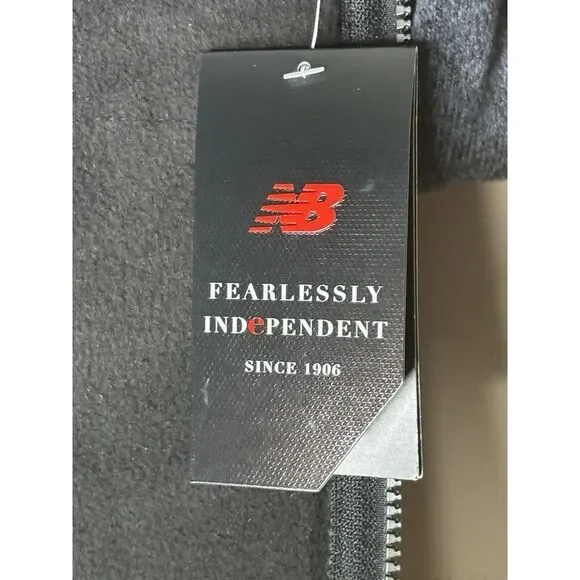 NB
FEARLESSLY
INDePENDENT
SINCE 1906